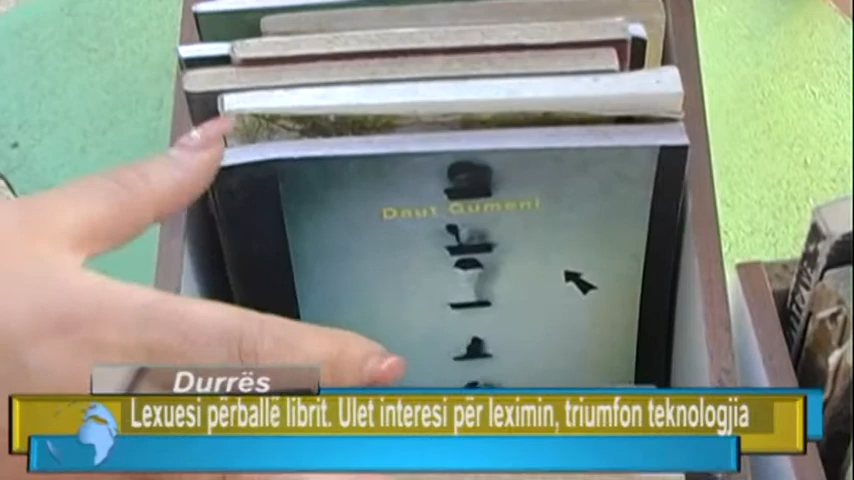 Daut Gumeni
Durrës
Lexuesi përballë librit. Ulet interesi për leximin, triumfon teknologjia